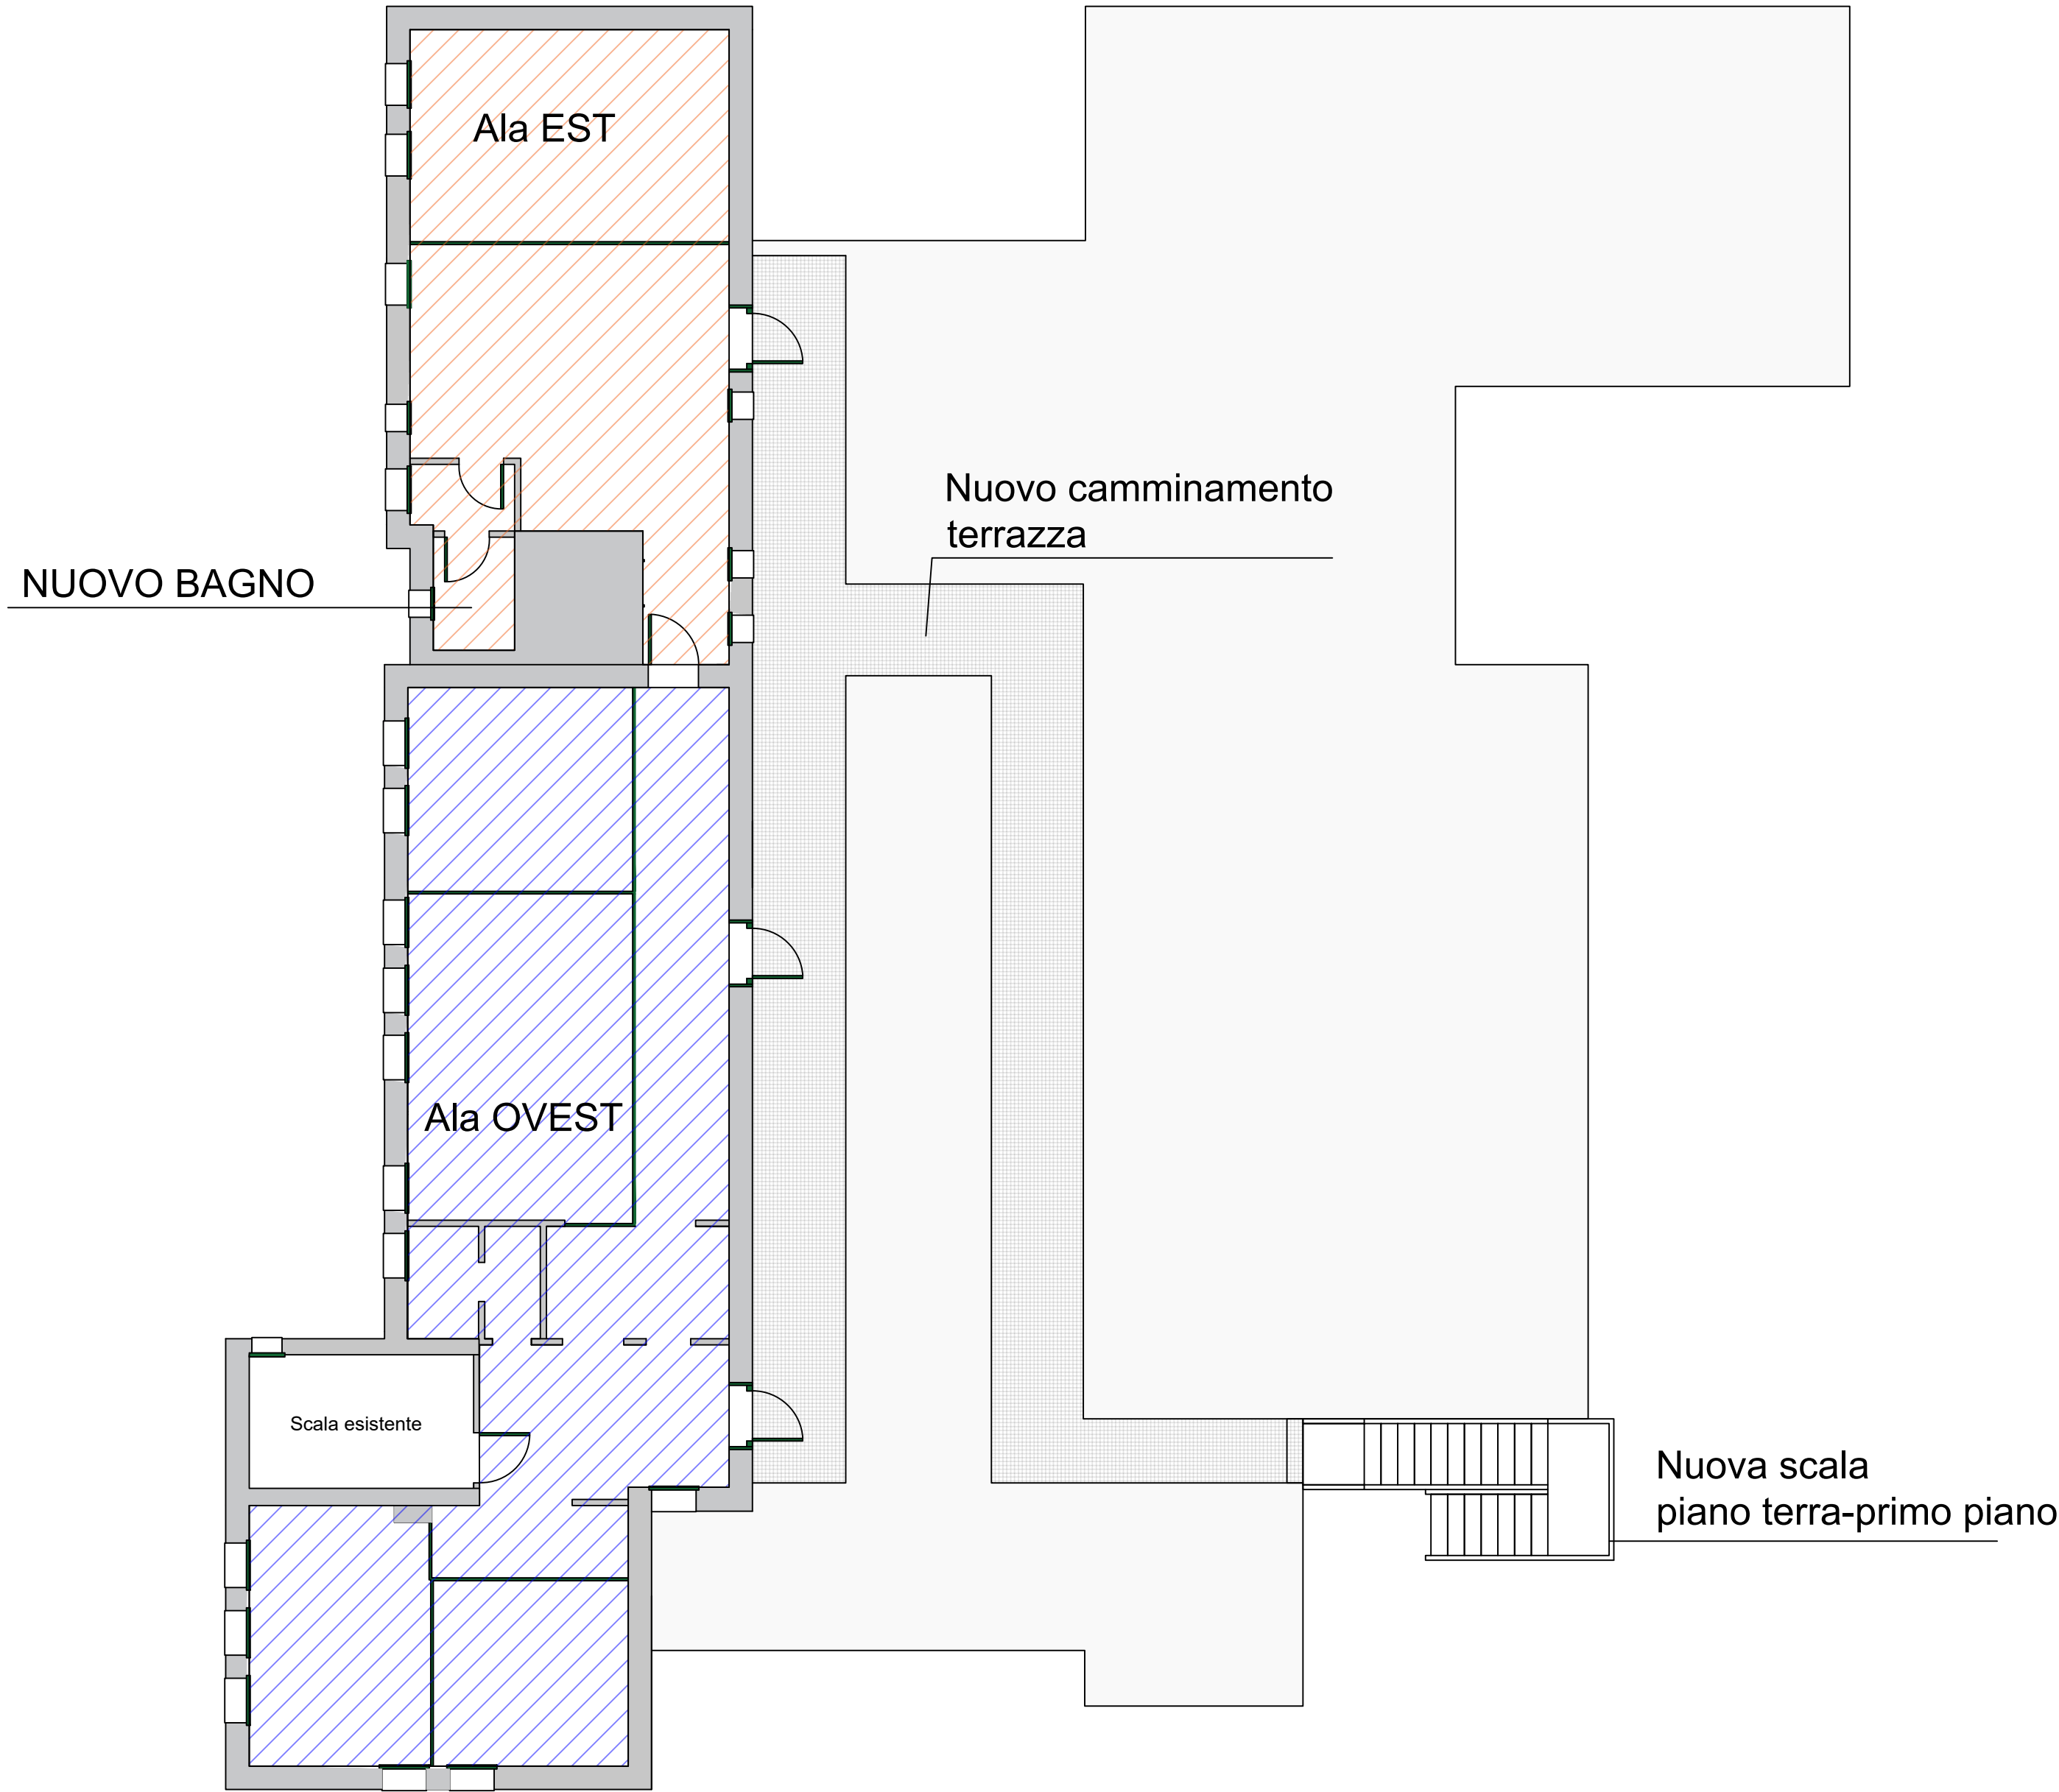 Ala EST
Nuovo camminamento
terrazza
NUOVO BAGNO
Ala OVEST
Scala esistente
Nuova scala
piano terra-primo piano